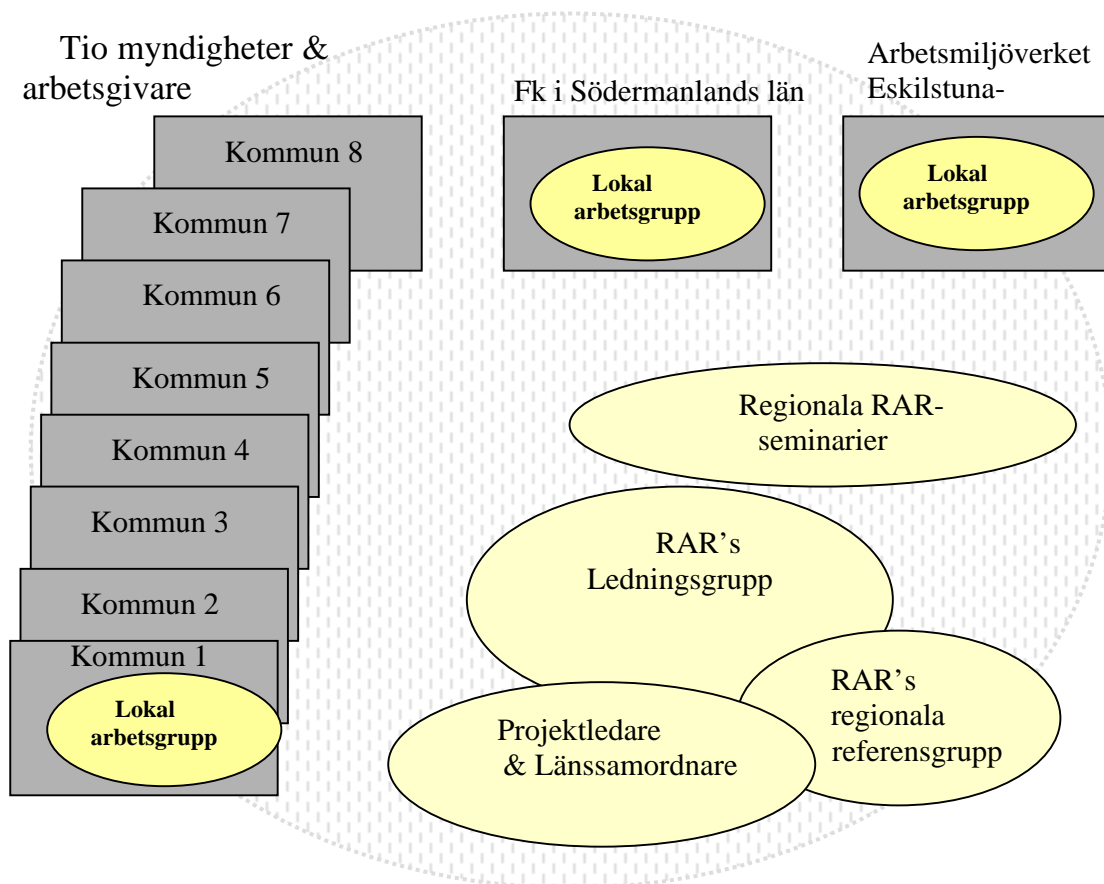 Tio myndigheter &
arbetsgivare
Fk i Södermanlands län
Arbetsmiljöverket
Eskilstuna-
Kommun 8
Kommun 7
Kommun 6
Kommun 5
Kommun 4
Kommun 3
Kommun 2
Kommun 1
Lokal
arbetsgrupp
Lokal
arbetsgrupp
Lokal
arbetsgrupp
Regionala RAR-
seminarier
RAR's
Ledningsgrupp
RAR's
regionala
referensgrupp
Projektledare
& Länssamordnare